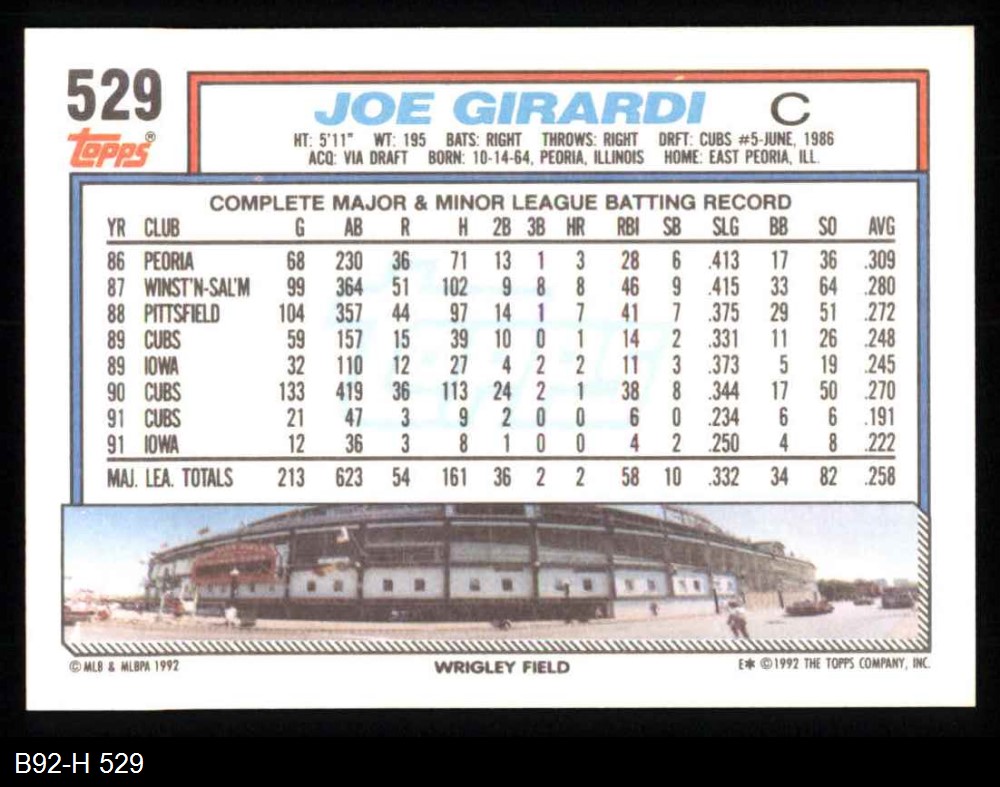 529
Topps®
JOE GIRARDI C
HT: 5'11" WT: 195 BATS: RIGHT THROWS: RIGHT DRFT: CUBS #5-JUNE, 1986
ACQ: VIA DRAFT BORN: 10-14-64, PEORIA, ILLINOIS HOME: EAST PEORIA, ILL.
COMPLETE MAJOR & MINOR LEAGUE BATTING RECORD
YR CLUB G AB R H 2B 3B HR RBI SB SLG BB SO AVG
86 PEORIA 68 230 36 71 13 1 3 28 6 .413 17 36 .309
87 WINST'N-SAL'M 99 364 51 102 9 8 8 46 9 .415 33 64 .280
88 PITTSFIELD 104 357 44 97 14 1 7 41 7 .375 29 51 .272
89 CUBS 59 157 15 39 10 0 1 14 2 .331 11 26 .248
89 IOWA 32 110 12 27 4 2 2 11 3 .373 5 19 .245
90 CUBS 133 419 36 113 24 2 1 38 8 .344 17 50 .270
91 CUBS 21 47 3 9 2 0 0 6 0 .234 6 6 .191
91 IOWA 12 36 3 8 1 0 0 4 2 .250 4 8 .222
MAJ. LEA. TOTALS 213 623 54 161 36 2 2 58 10 .332 34 82 .258
© MLB & MLBPA 1992
WRIGLEY FIELD
E✱ ©1992 THE TOPPS COMPANY, INC.
B92-H 529